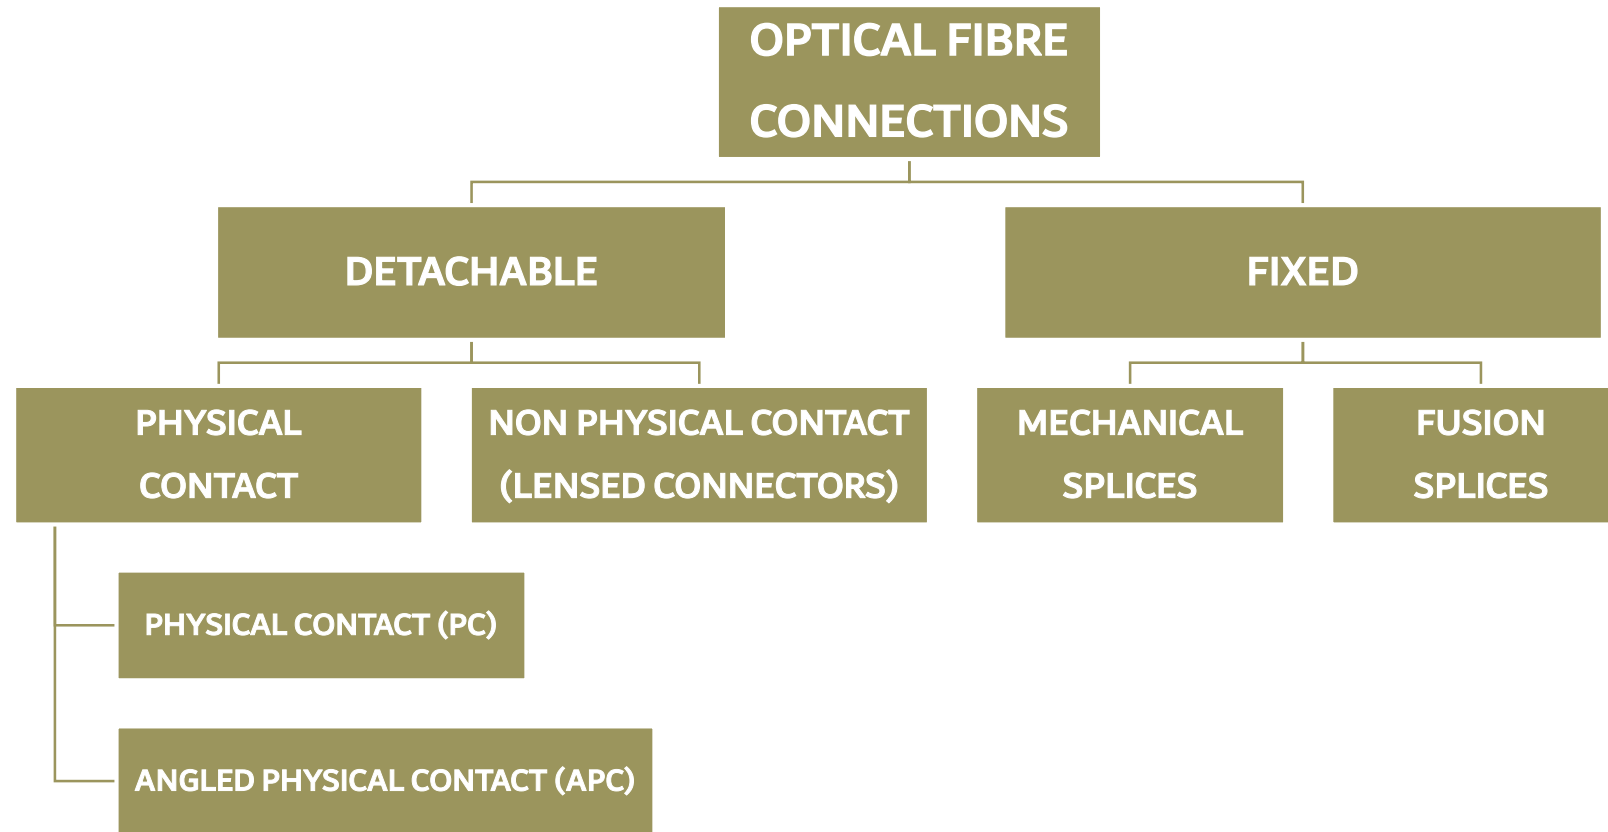 OPTICAL FIBRE
CONNECTIONS
DETACHABLE
FIXED
PHYSICAL
CONTACT
NON PHYSICAL CONTACT
(LENSED CONNECTORS)
MECHANICAL
SPLICES
FUSION
SPLICES
PHYSICAL CONTACT (PC)
ANGLED PHYSICAL CONTACT (APC)